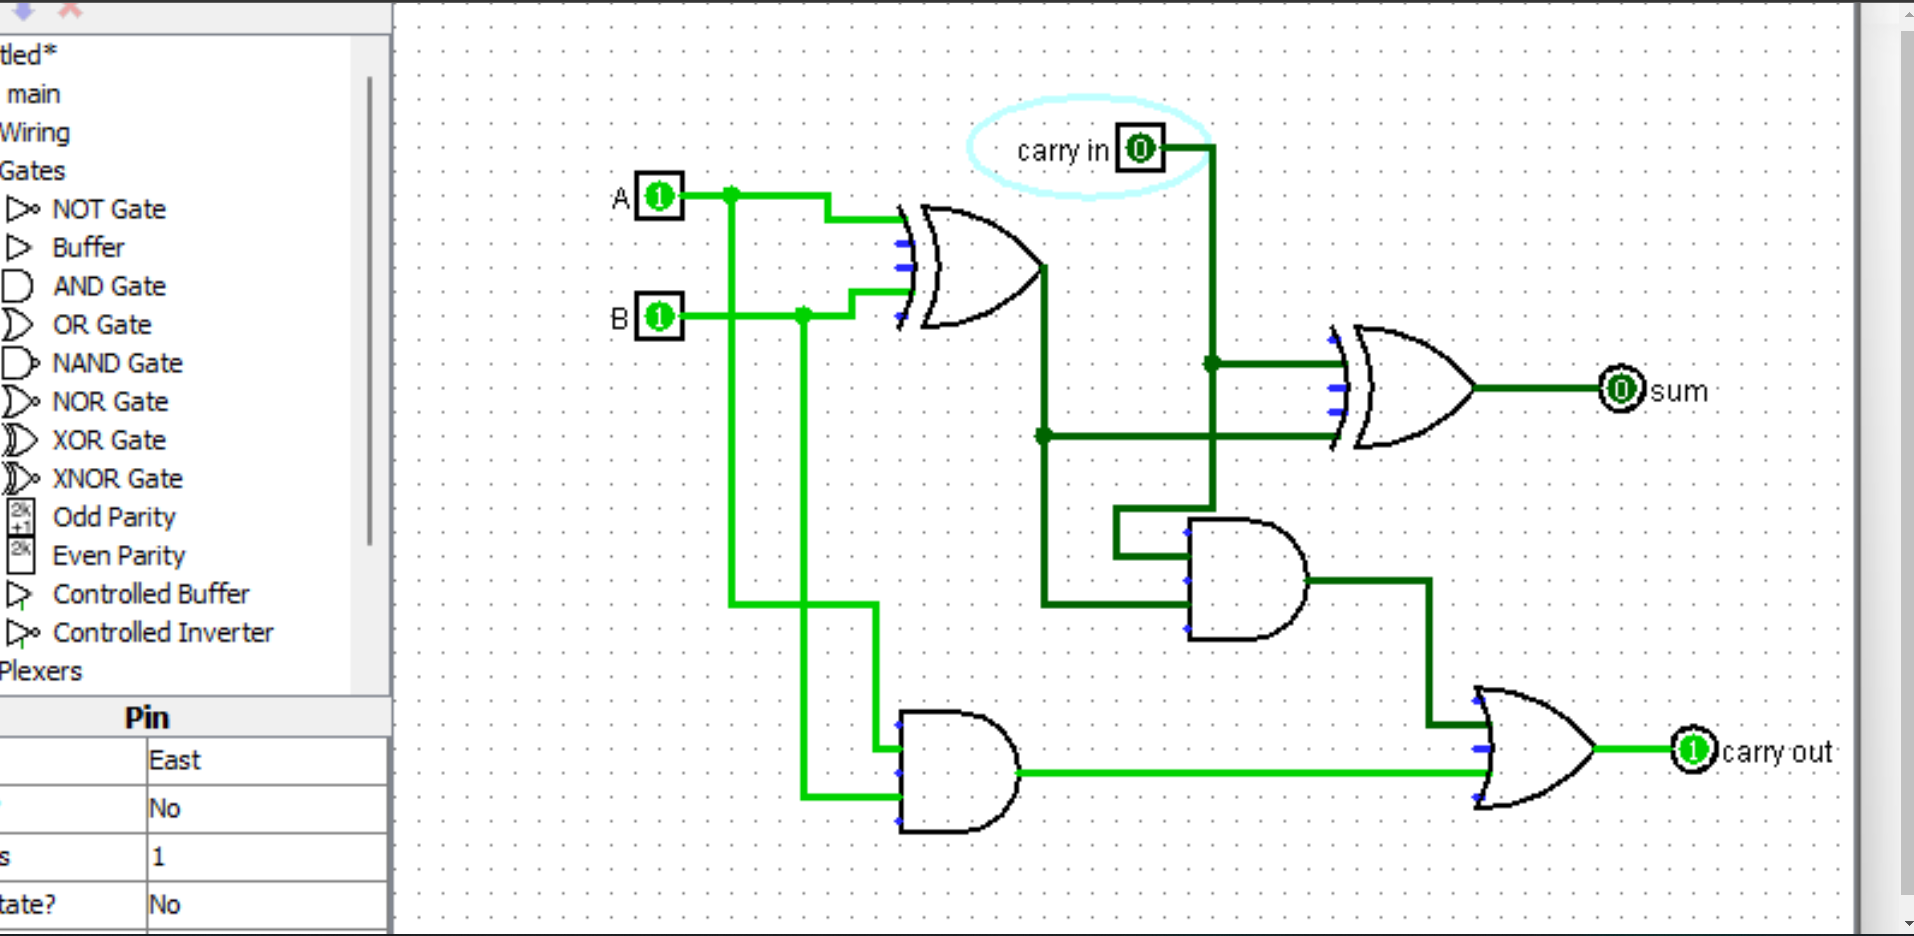 tled*
main
Wiring
Gates
NOT Gate
Buffer
AND Gate
OR Gate
NAND Gate
NOR Gate
XOR Gate
XNOR Gate
2k
+1
Odd Parity
2k
Even Parity
Controlled Buffer
Controlled Inverter
Plexers
Pin
East
No
s 1
tate? No
carry in 0
A 1
B 1
0 sum
1 carry out